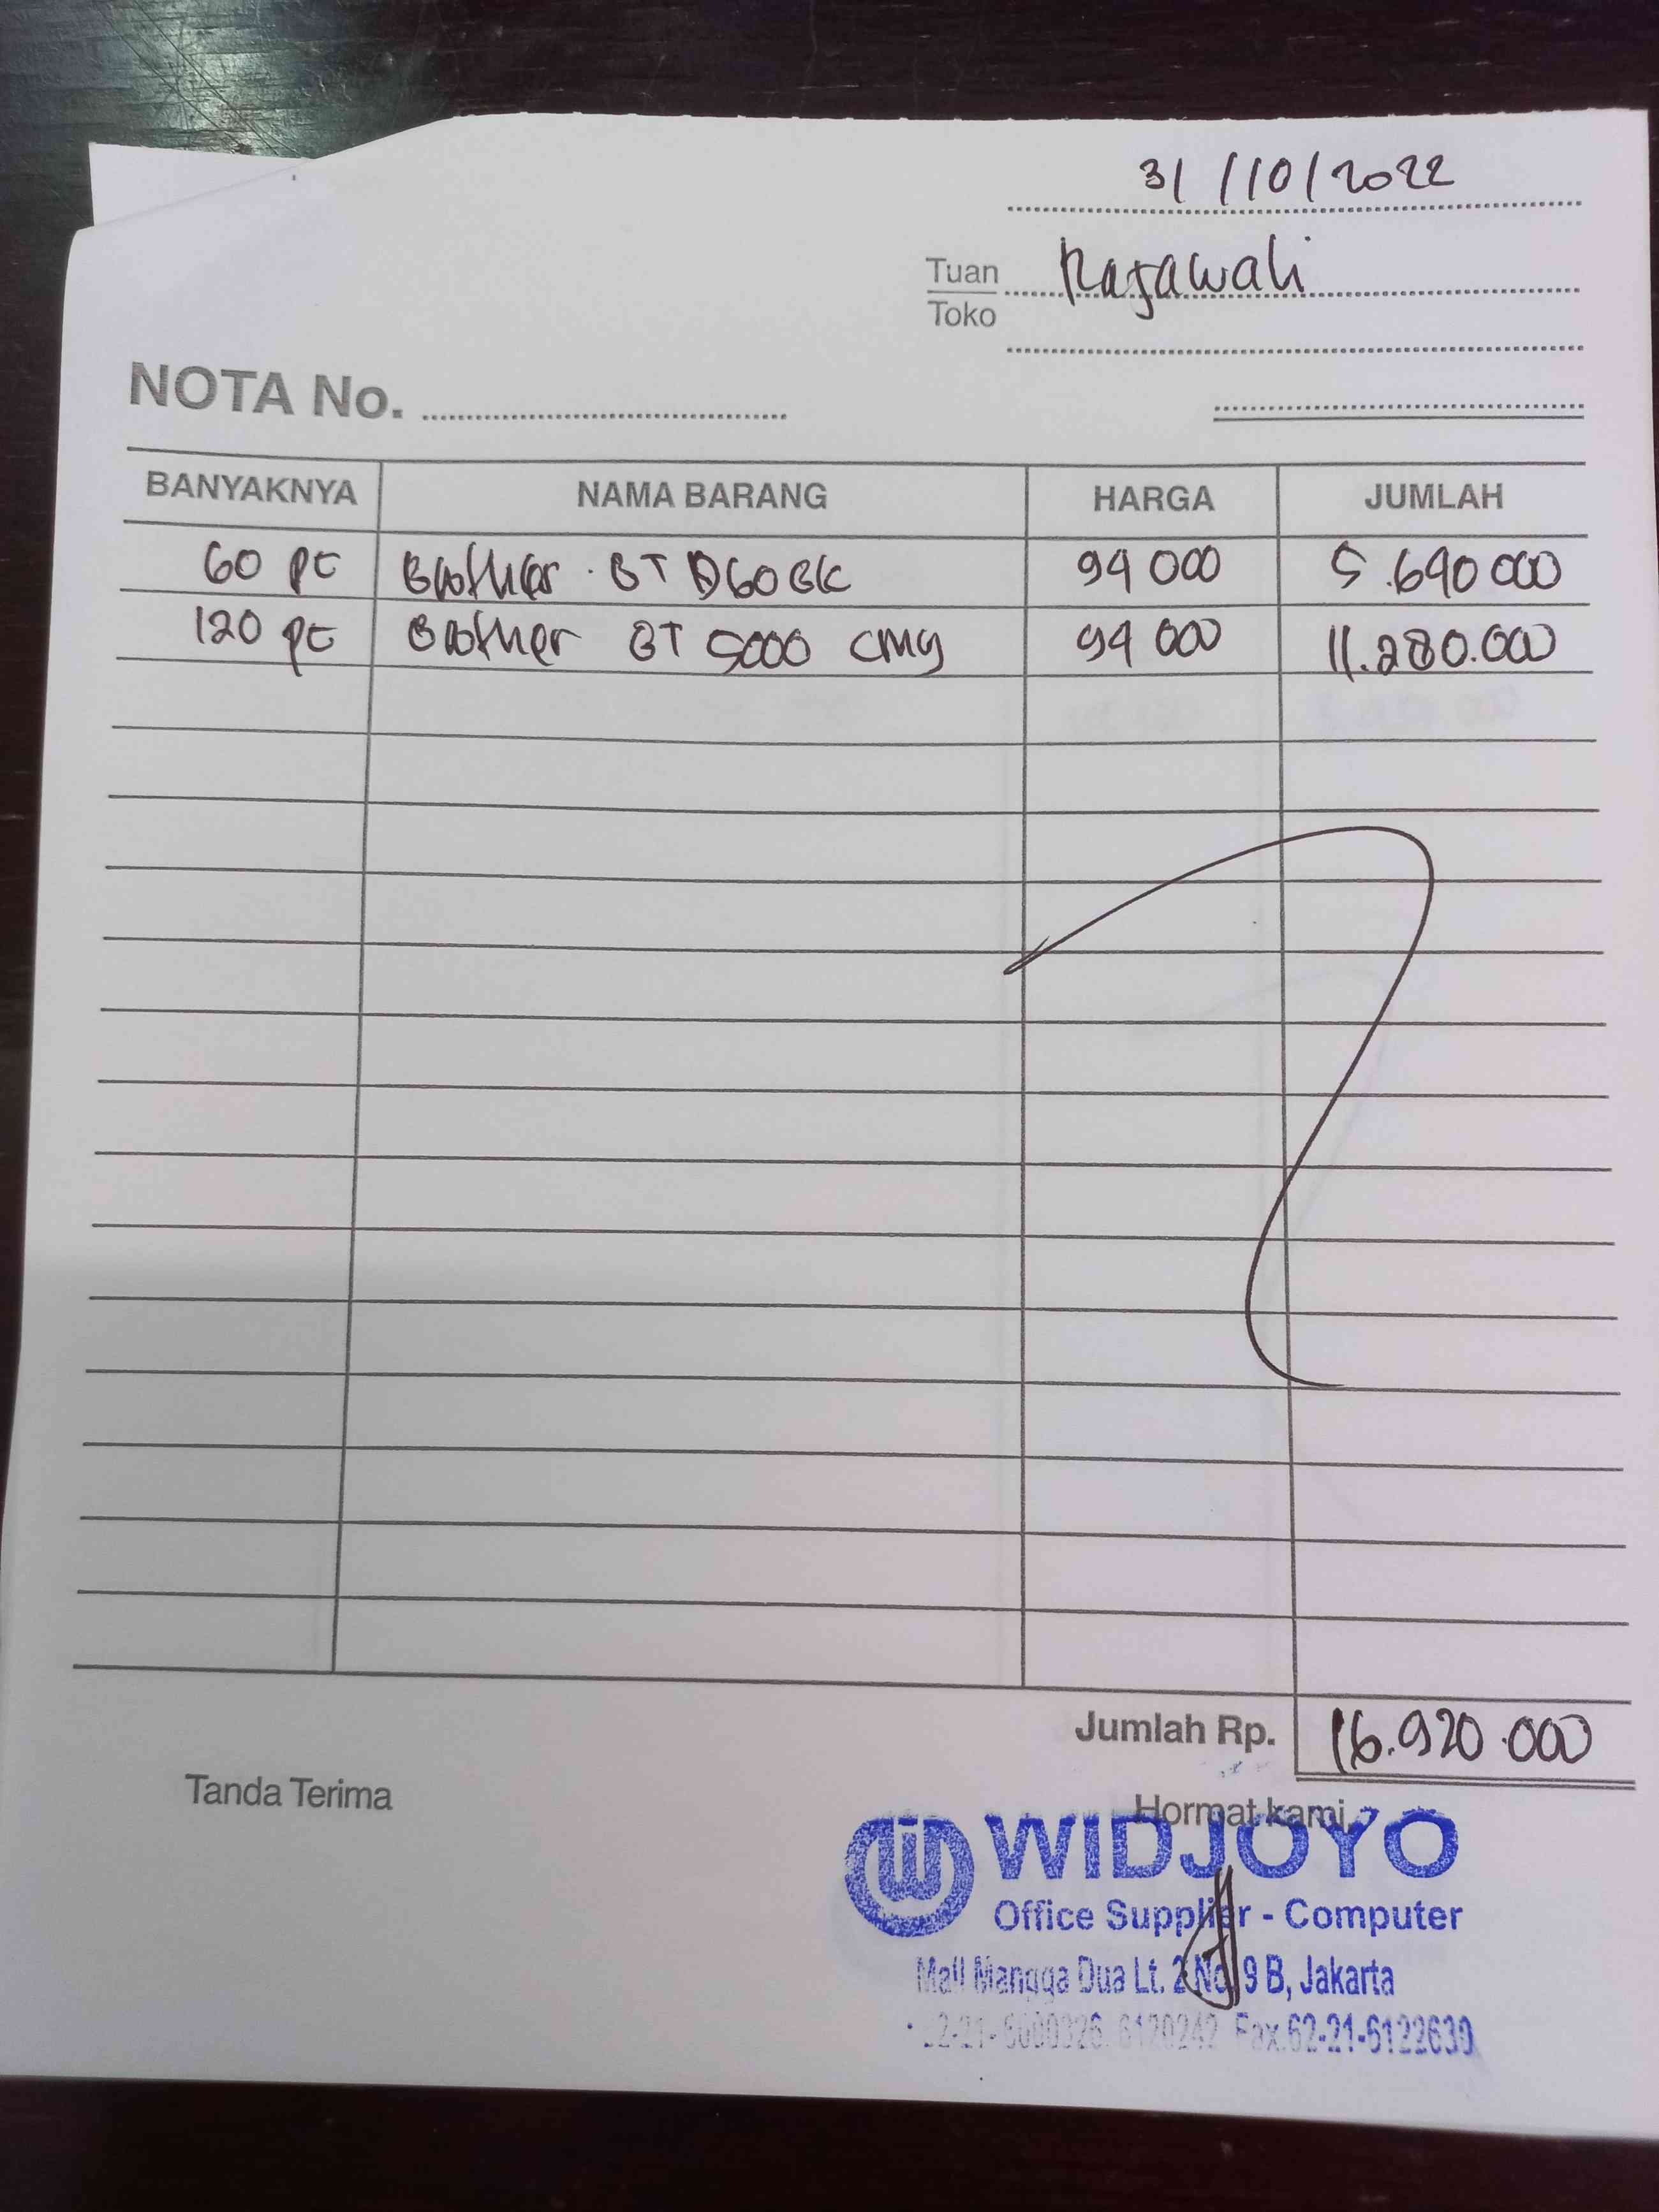 31/10/2022
Tuan Rajawali
Toko
NOTA No.
BANYAKNYA NAMA BARANG HARGA JUMLAH
60 pc Brother. BT D60BK 94 000 5.640 000
120 pc Brother BT 5000 CMY 94 000 11.280.000
Jumlah Rp. 16.920.000
Tanda Terima Hormat kami,
WIDJOYO
Office Supplier - Computer
Mall Mangga Dua Lt. 2 No. 9 B, Jakarta
6120242 Fax.62-21-6122630